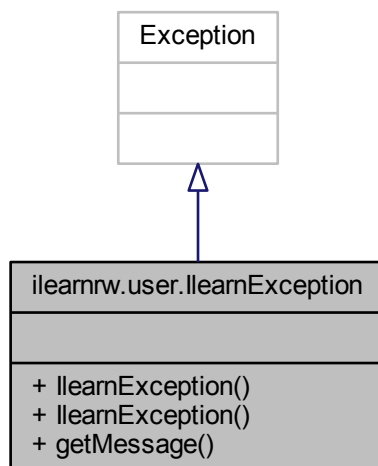 Exception
ilearnrw.user.IlearnException
+ IlearnException()
+ IlearnException()
+ getMessage()